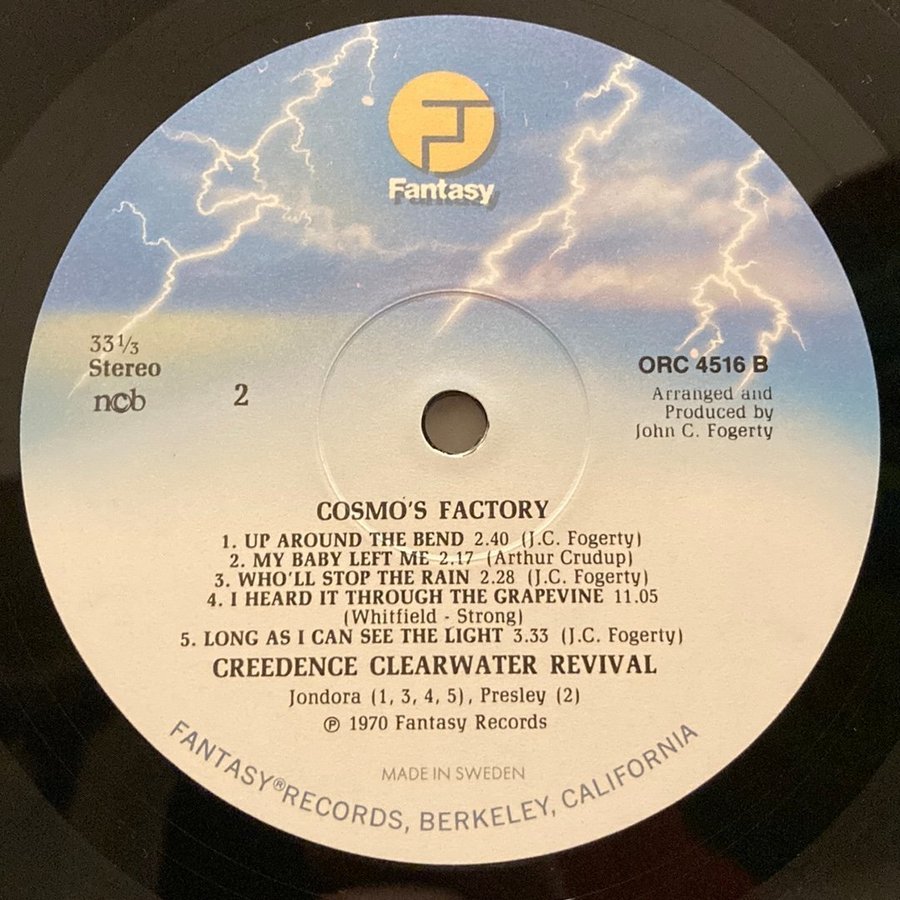 Fantasy
33⅓
Stereo
ncb
2
ORC 4516 B
Arranged and
Produced by
John C. Fogerty
COSMO'S FACTORY
1. UP AROUND THE BEND 2.40 (J.C. Fogerty)
2. MY BABY LEFT ME 2.17 (Arthur Crudup)
3. WHO'LL STOP THE RAIN 2.28 (J.C. Fogerty)
4. I HEARD IT THROUGH THE GRAPEVINE 11.05
(Whitfield - Strong)
5. LONG AS I CAN SEE THE LIGHT 3.33 (J.C. Fogerty)
CREEDENCE CLEARWATER REVIVAL
Jondora (1, 3, 4, 5), Presley (2)
℗ 1970 Fantasy Records
MADE IN SWEDEN
FANTASY® RECORDS, BERKELEY, CALIFORNIA